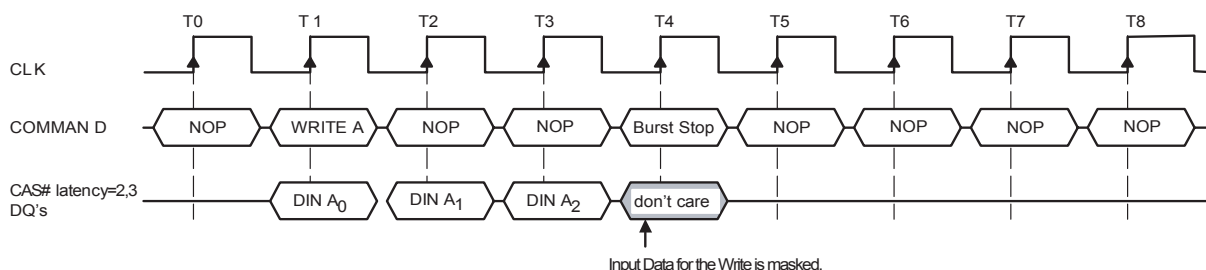 T0 T 1 T2 T3 T4 T5 T6 T7 T8
CLK
COMMAN D NOP WRITE A NOP NOP Burst Stop NOP NOP NOP NOP
CAS# latency=2,3
DQ's DIN A0 DIN A1 DIN A2 don't care
Input Data for the Write is masked.